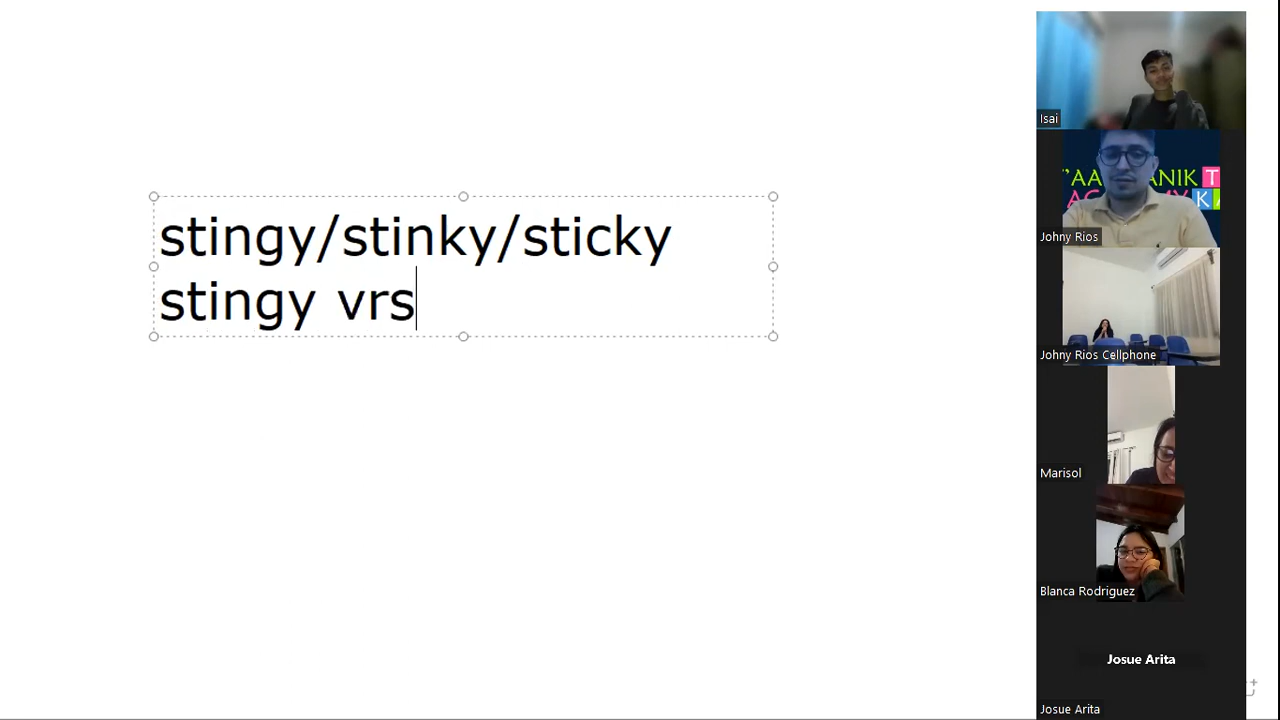 stingy/stinky/sticky
stingy vrs
Isai
Johny Rios
Johny Rios Cellphone
Marisol
Blanca Rodriguez
Josue Arita
Josue Arita